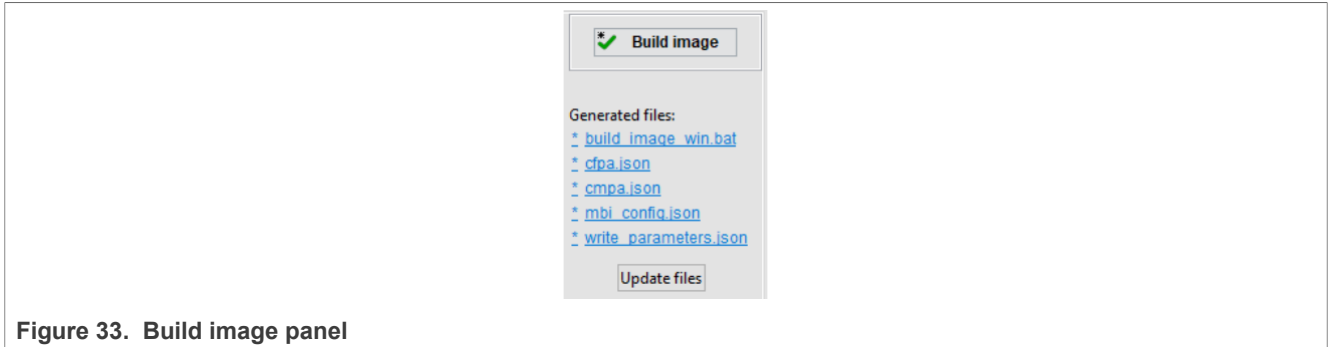 * Build image
Generated files:
* build_image_win.bat
* cfpa.json
* cmpa.json
* mbi_config.json
* write_parameters.json
Update files
Figure 33. Build image panel